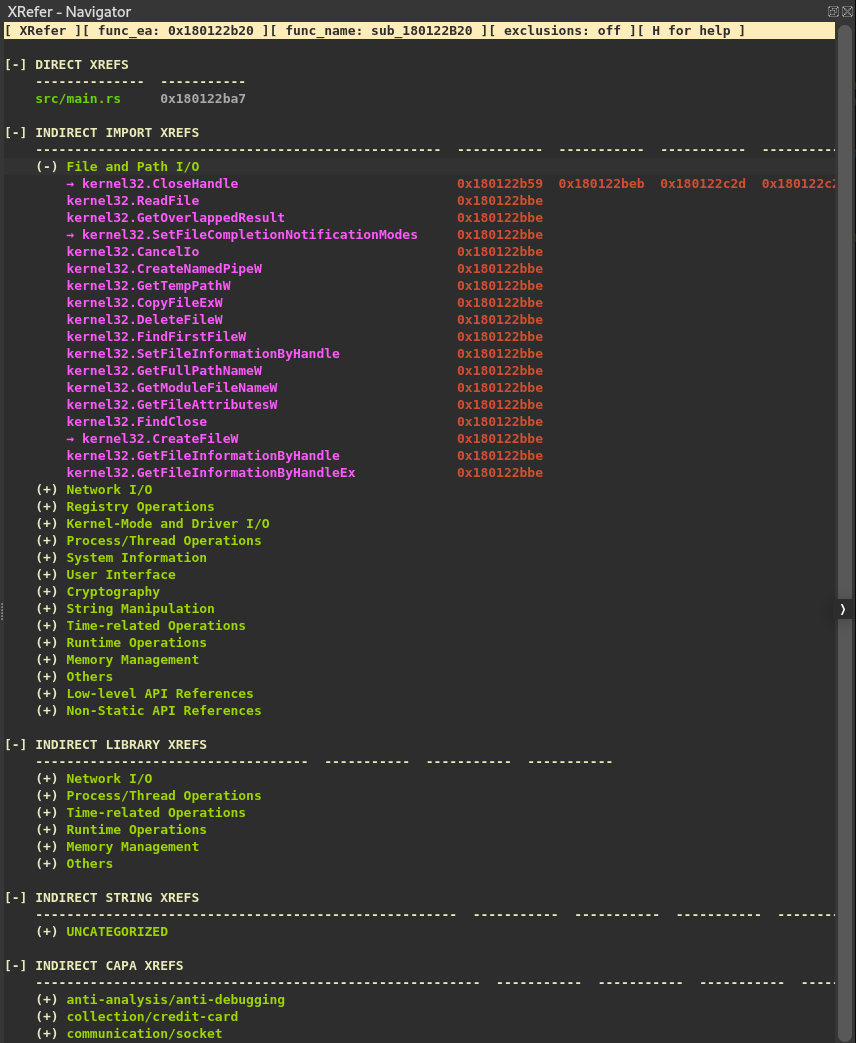 XRefer - Navigator
[ XRefer ][ func_ea: 0x180122b20 ][ func_name: sub_180122B20 ][ exclusions: off ][ H for help ]
[-] DIRECT XREFS
-------------- -----------
src/main.rs 0x180122ba7
[-] INDIRECT IMPORT XREFS
---------------------------------------------------- ----------- ----------- ----------- ----------
(-) File and Path I/O
→ kernel32.CloseHandle 0x180122b59 0x180122beb 0x180122c2d 0x180122c2
kernel32.ReadFile 0x180122bbe
kernel32.GetOverlappedResult 0x180122bbe
→ kernel32.SetFileCompletionNotificationModes 0x180122bbe
kernel32.CancelIo 0x180122bbe
kernel32.CreateNamedPipeW 0x180122bbe
kernel32.GetTempPathW 0x180122bbe
kernel32.CopyFileExW 0x180122bbe
kernel32.DeleteFileW 0x180122bbe
kernel32.FindFirstFileW 0x180122bbe
kernel32.SetFileInformationByHandle 0x180122bbe
kernel32.GetFullPathNameW 0x180122bbe
kernel32.GetModuleFileNameW 0x180122bbe
kernel32.GetFileAttributesW 0x180122bbe
kernel32.FindClose 0x180122bbe
→ kernel32.CreateFileW 0x180122bbe
kernel32.GetFileInformationByHandle 0x180122bbe
kernel32.GetFileInformationByHandleEx 0x180122bbe
(+) Network I/O
(+) Registry Operations
(+) Kernel-Mode and Driver I/O
(+) Process/Thread Operations
(+) System Information
(+) User Interface
(+) Cryptography
(+) String Manipulation
(+) Time-related Operations
(+) Runtime Operations
(+) Memory Management
(+) Others
(+) Low-level API References
(+) Non-Static API References
[-] INDIRECT LIBRARY XREFS
----------------------------------- ----------- ----------- -----------
(+) Network I/O
(+) Process/Thread Operations
(+) Time-related Operations
(+) Runtime Operations
(+) Memory Management
(+) Others
[-] INDIRECT STRING XREFS
------------------------------------------------------ ----------- ----------- ----------- --------
(+) UNCATEGORIZED
[-] INDIRECT CAPA XREFS
--------------------------------------------------------- ----------- ----------- ----------- -----
(+) anti-analysis/anti-debugging
(+) collection/credit-card
(+) communication/socket